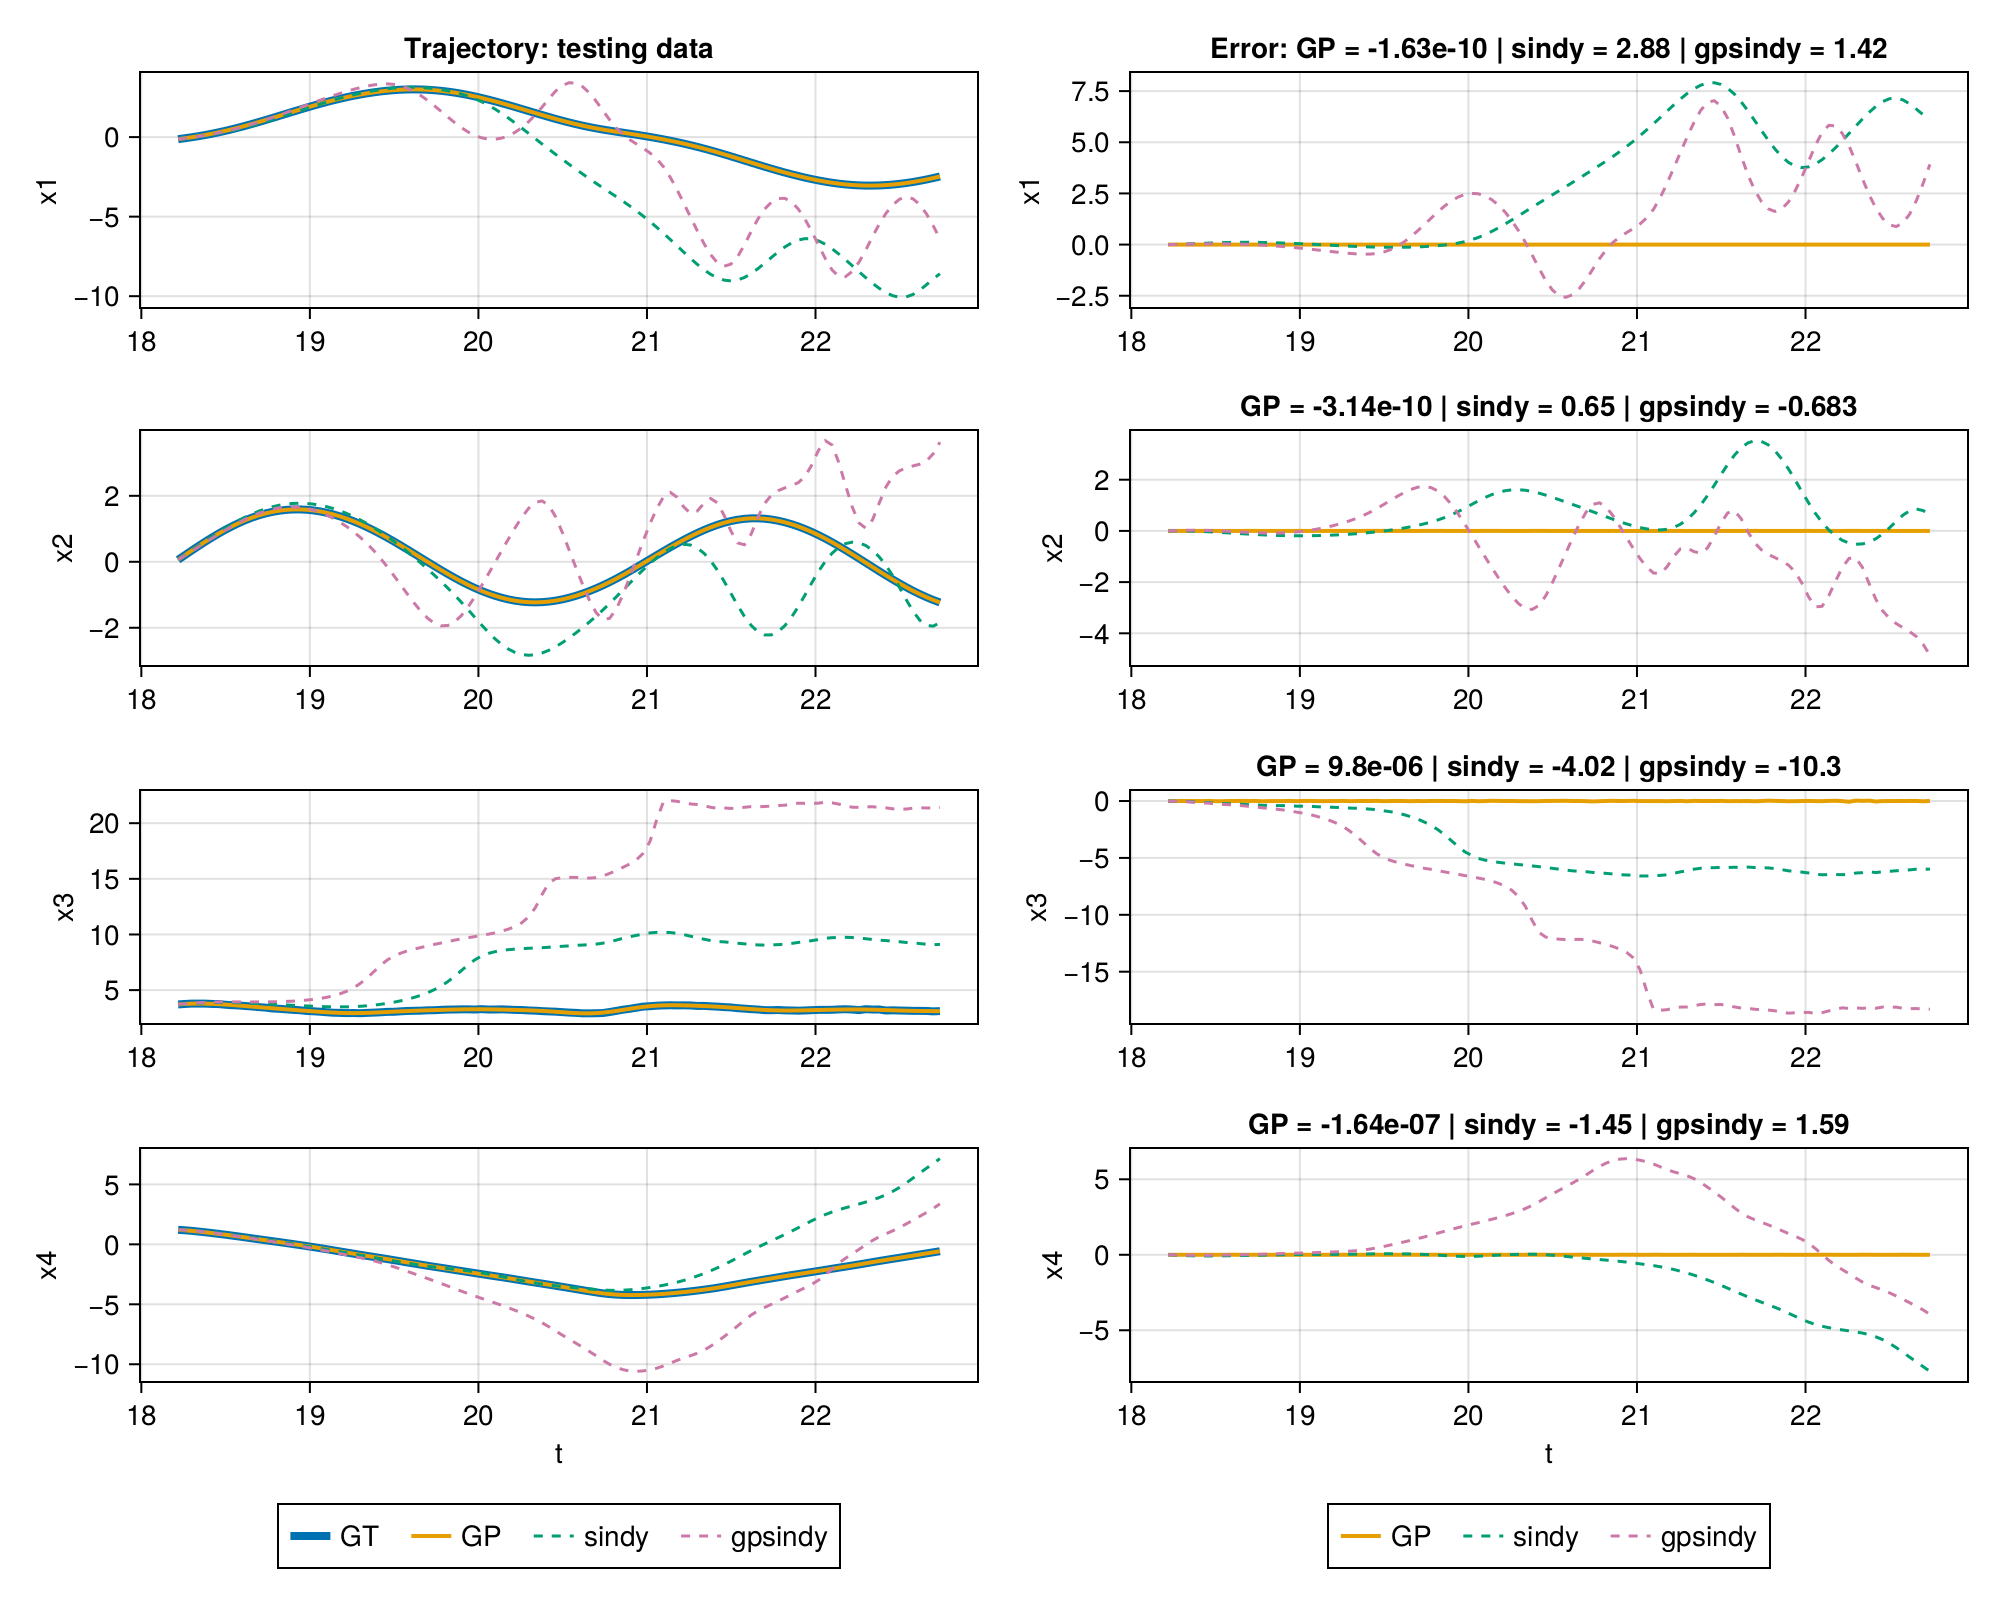 Trajectory: testing data
x1
0
−5
−10
18 19 20 21 22
Error: GP = -1.63e-10 | sindy = 2.88 | gpsindy = 1.42
x1
7.5
5.0
2.5
0.0
−2.5
18 19 20 21 22
x2
2
0
−2
18 19 20 21 22
GP = -3.14e-10 | sindy = 0.65 | gpsindy = -0.683
x2
2
0
−2
−4
18 19 20 21 22
x3
20
15
10
5
18 19 20 21 22
GP = 9.8e-06 | sindy = -4.02 | gpsindy = -10.3
x3
0
−5
−10
−15
18 19 20 21 22
x4
5
0
−5
−10
18 19 20 21 22
t
GP = -1.64e-07 | sindy = -1.45 | gpsindy = 1.59
x4
5
0
−5
18 19 20 21 22
t
GT GP sindy gpsindy
GP sindy gpsindy